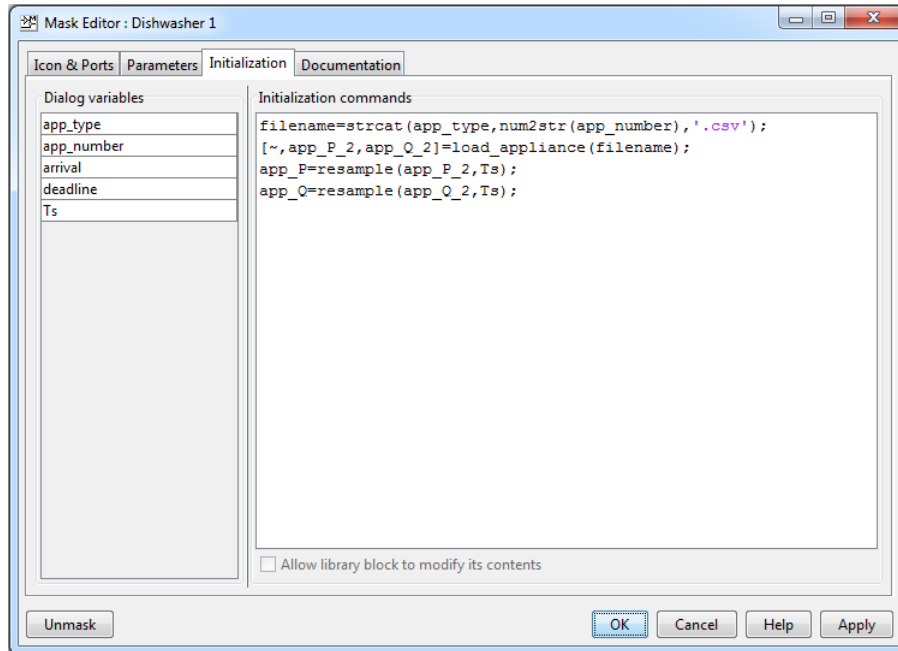 Mask Editor : Dishwasher 1
Icon & Ports Parameters Initialization Documentation
Dialog variables
app_type
app_number
arrival
deadline
Ts
Initialization commands
filename=strcat(app_type,num2str(app_number),'.csv');
[~,app_P_2,app_Q_2]=load_appliance(filename);
app_P=resample(app_P_2,Ts);
app_Q=resample(app_Q_2,Ts);
Allow library block to modify its contents
Unmask OK Cancel Help Apply